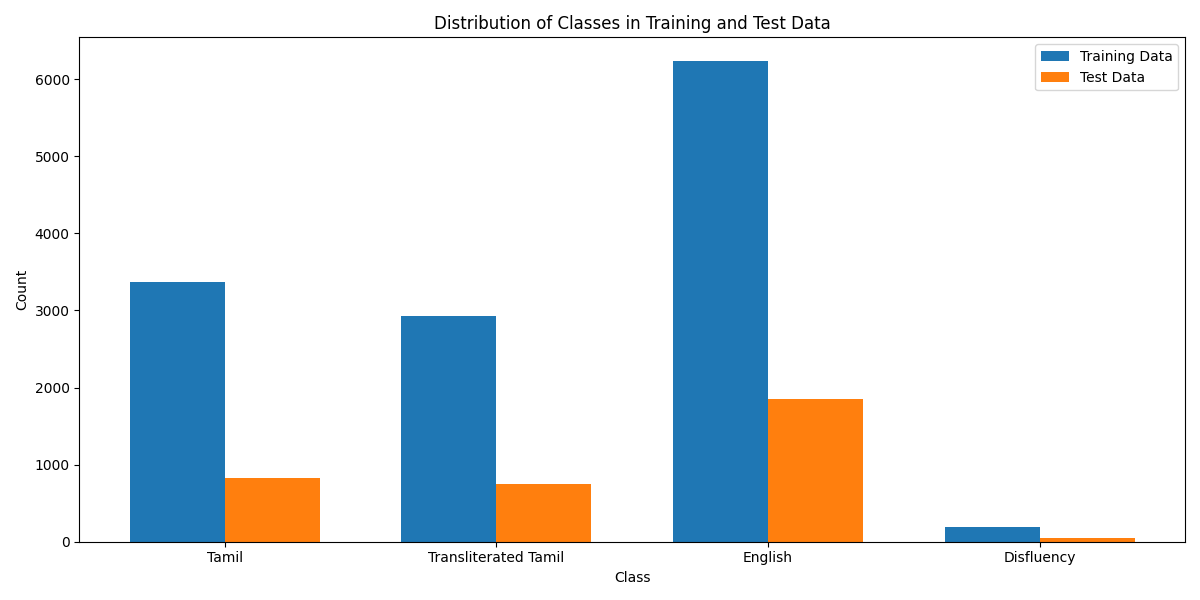 Distribution of Classes in Training and Test Data
Training Data
Test Data
6000
5000
4000
3000
2000
1000
0
Count
Tamil
Transliterated Tamil
English
Disfluency
Class